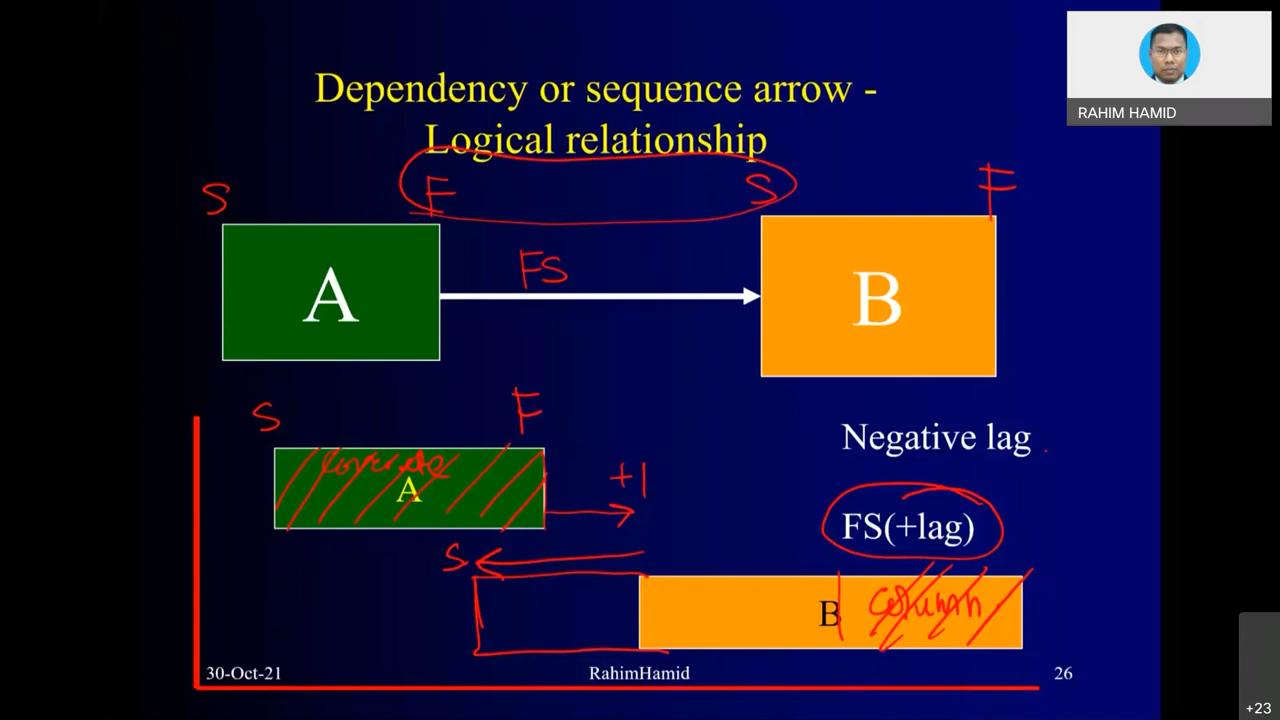 Dependency or sequence arrow -
Logical relationship
RAHIM HAMID
S F S F
A FS B
S F
Negative lag
A +1
FS(+lag)
S
B column
30-Oct-21 RahimHamid 26
+23